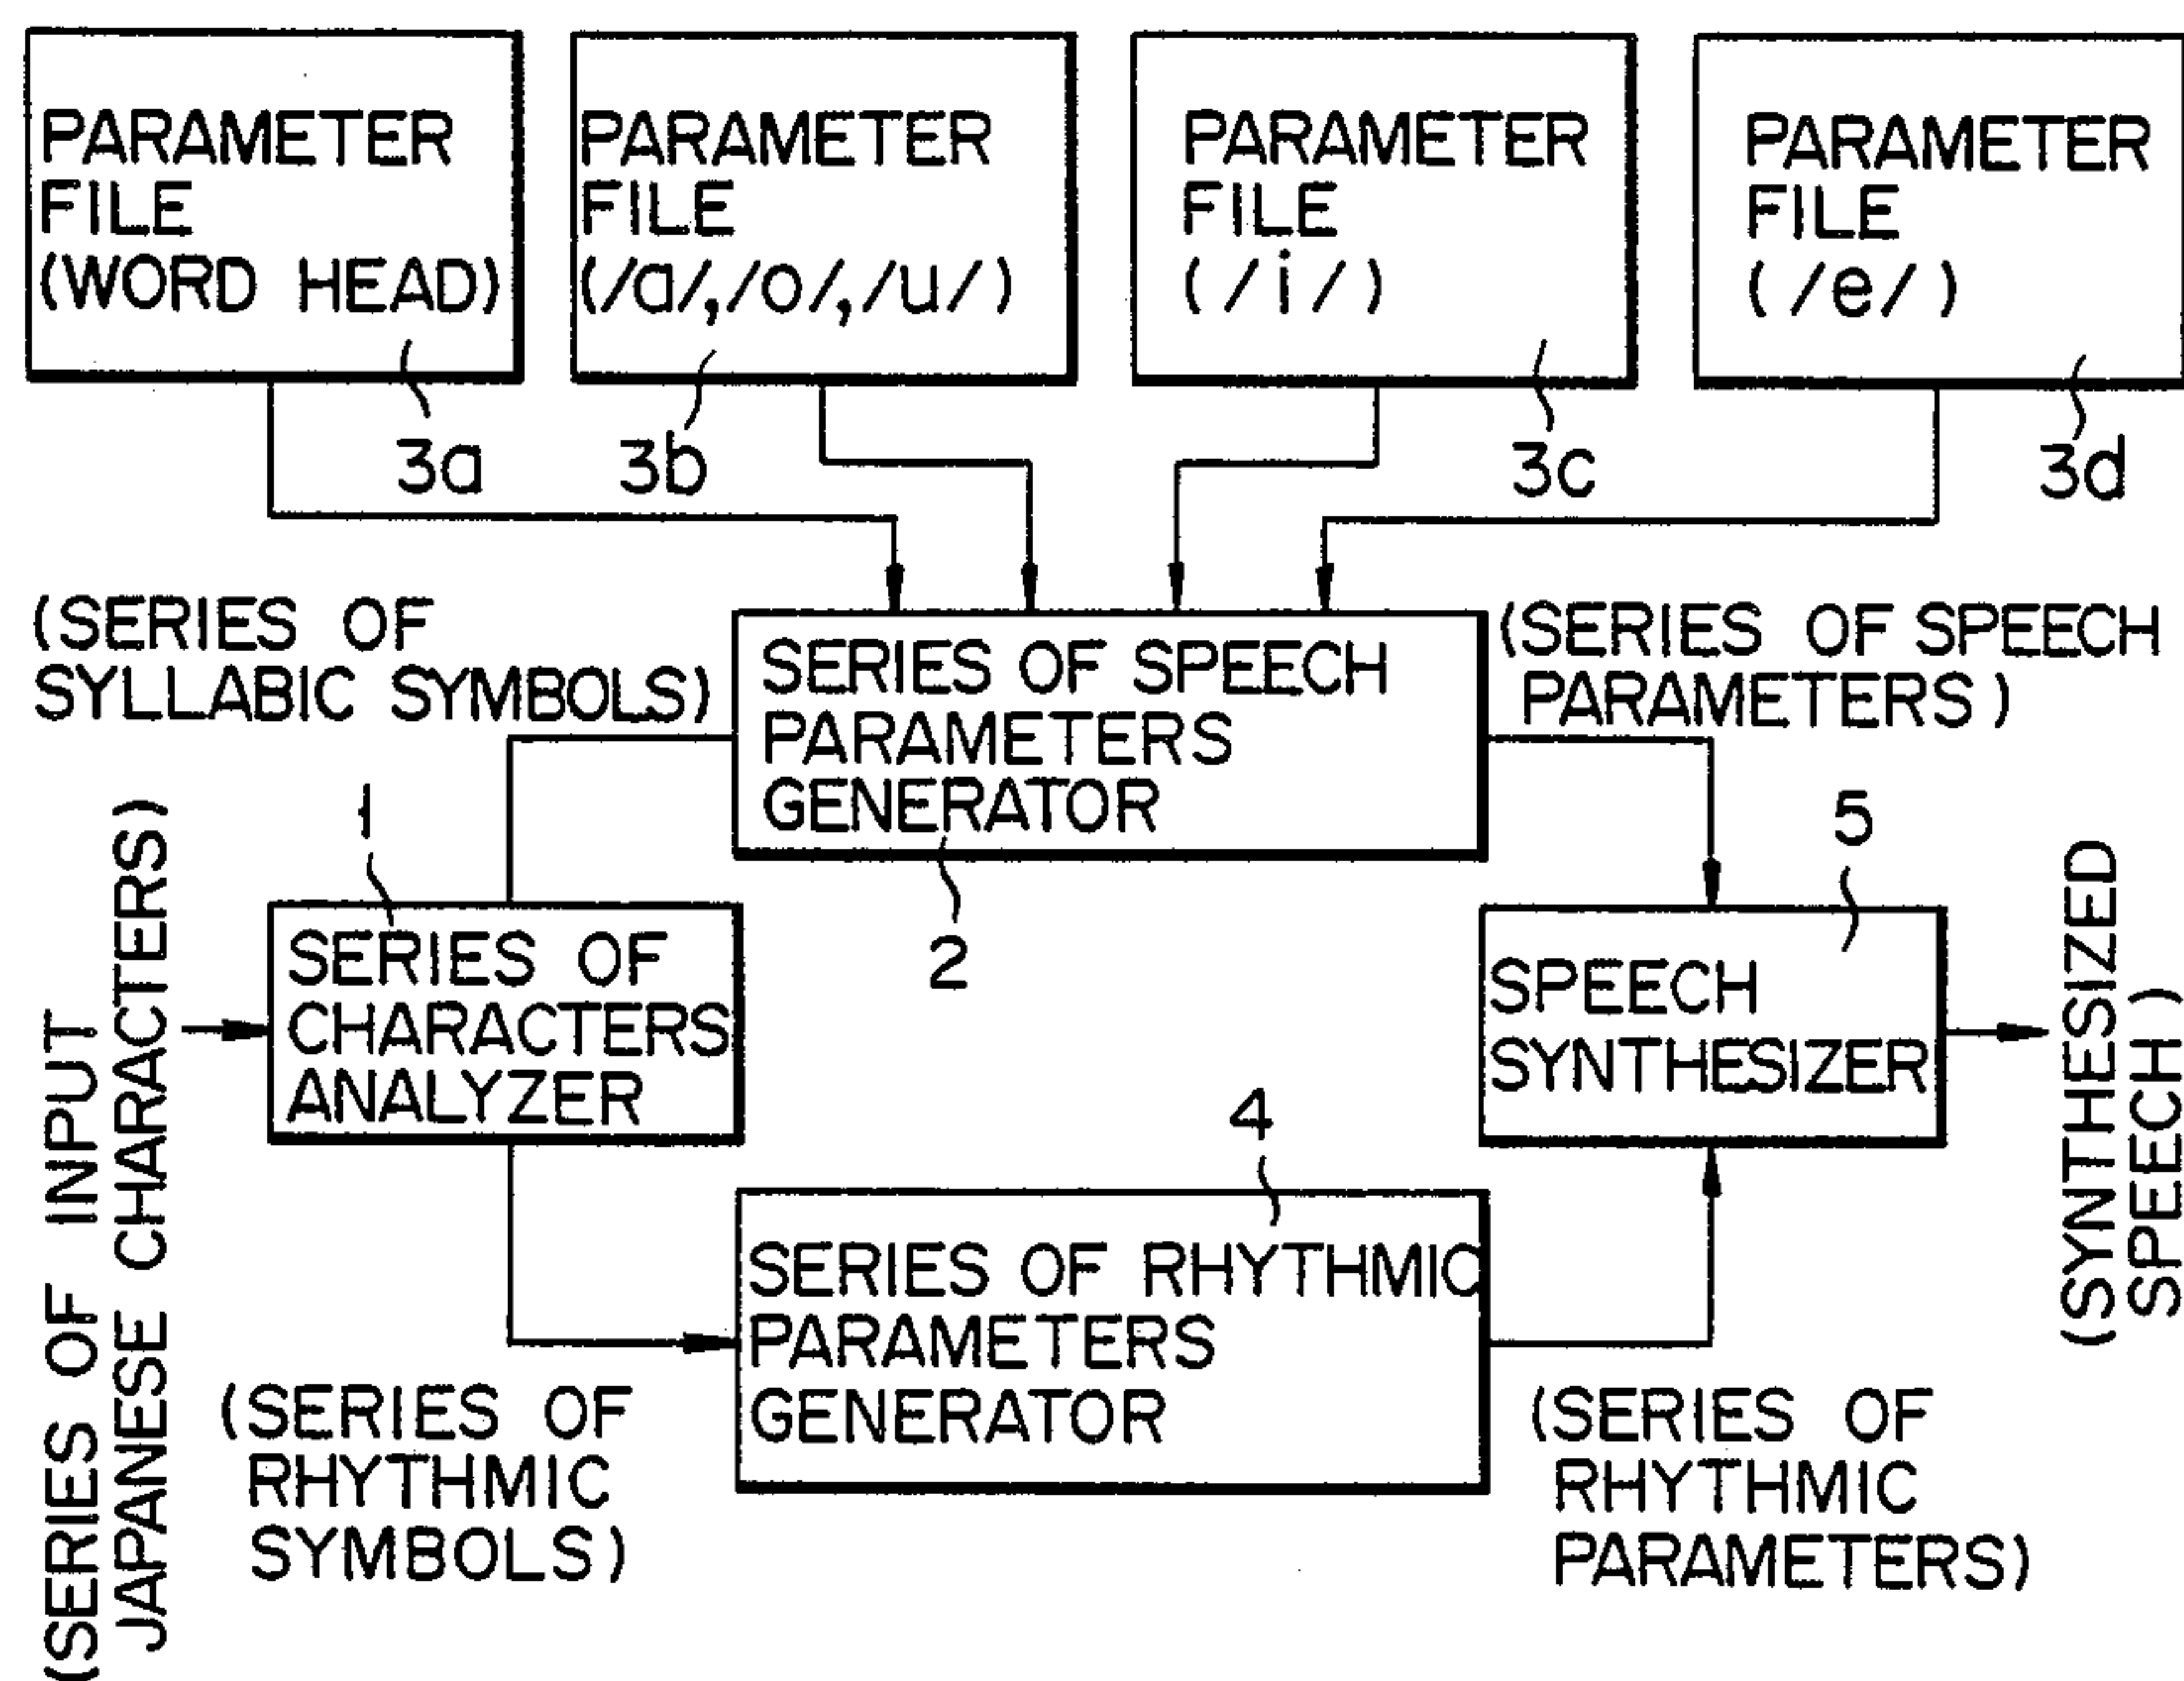 PARAMETER
FILE
(WORD HEAD)
3a
PARAMETER
FILE
(/a/,/o/,/u/)
3b
PARAMETER
FILE
(/i/)
3c
PARAMETER
FILE
(/e/)
3d
(SERIES OF
SYLLABIC SYMBOLS)
SERIES OF SPEECH
PARAMETERS
GENERATOR
2
(SERIES OF SPEECH
PARAMETERS)
(SERIES OF INPUT
JAPANESE CHARACTERS)
1
SERIES OF
CHARACTERS
ANALYZER
5
SPEECH
SYNTHESIZER
(SYNTHESIZED
SPEECH)
4
SERIES OF RHYTHMIC
PARAMETERS
GENERATOR
(SERIES OF
RHYTHMIC
SYMBOLS)
(SERIES OF
RHYTHMIC
PARAMETERS)